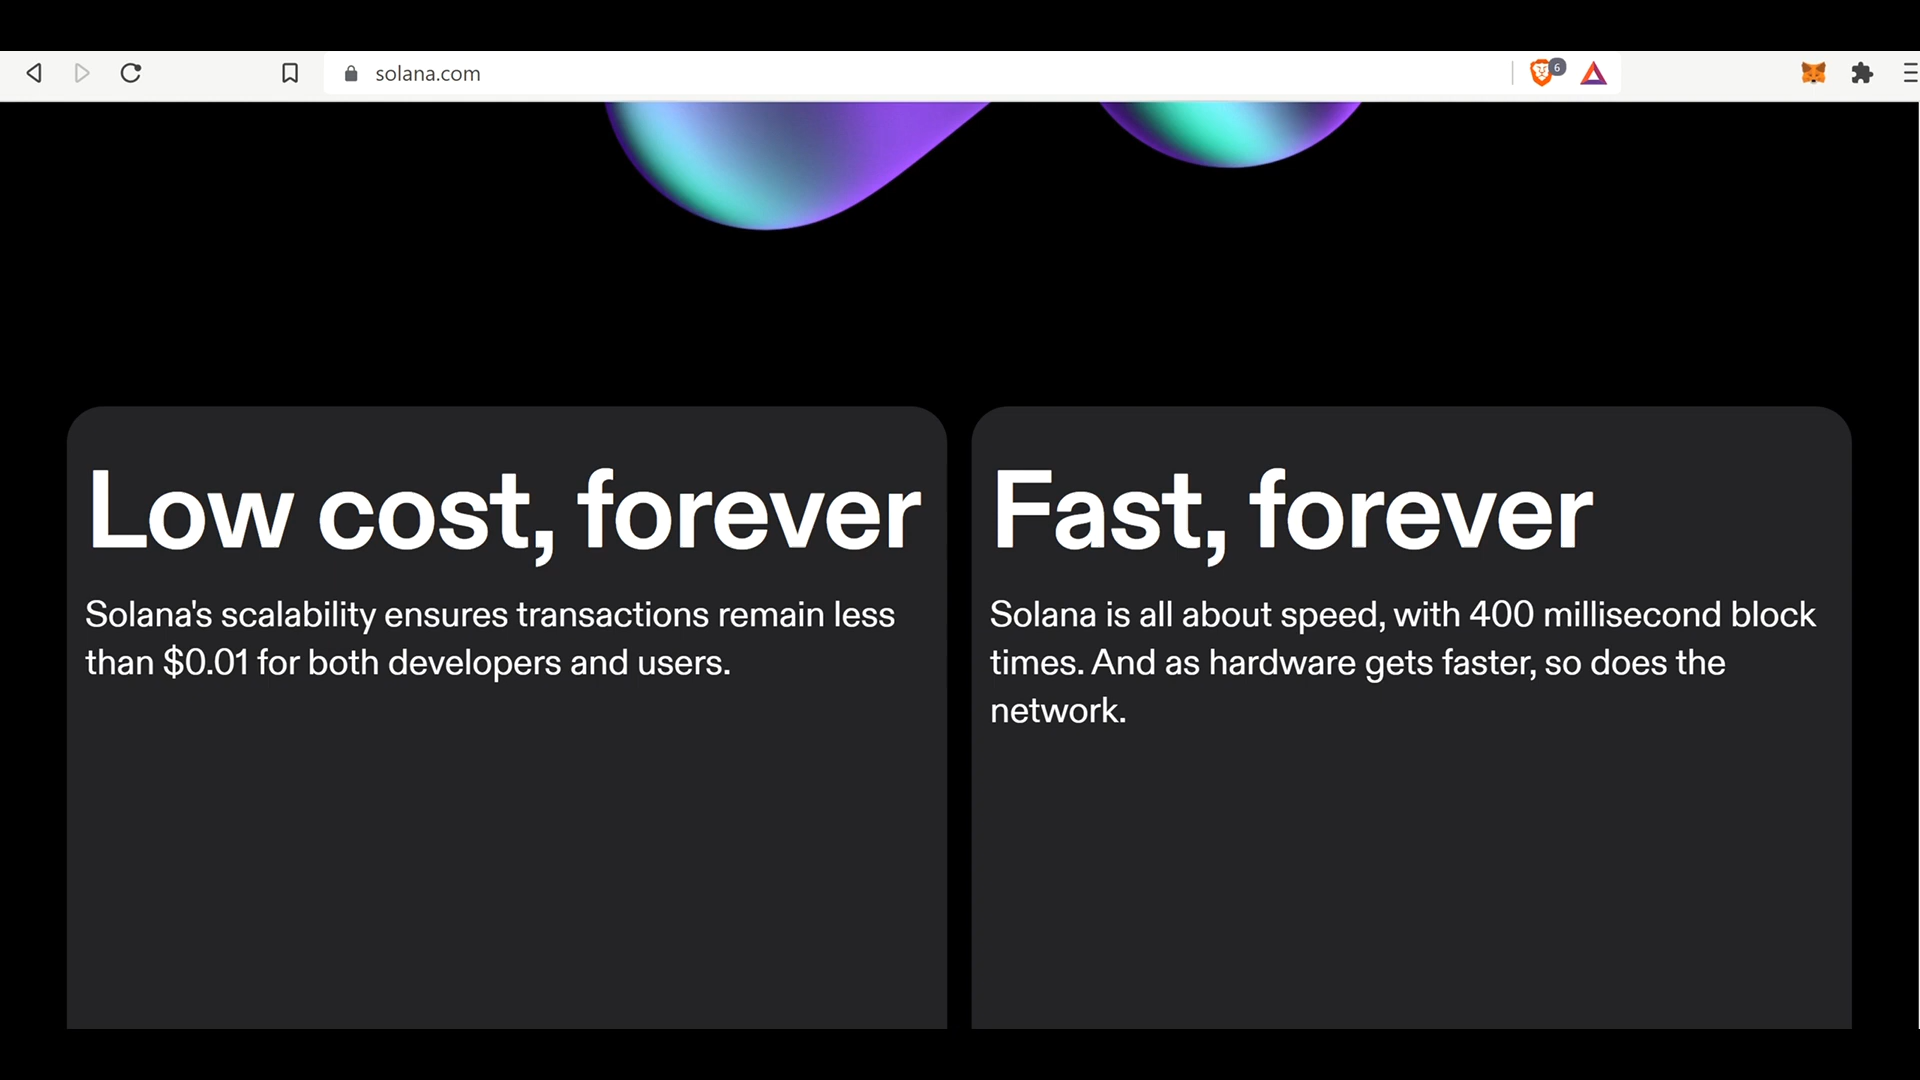 solana.com
6
Low cost, forever
Solana's scalability ensures transactions remain less
than $0.01 for both developers and users.
Fast, forever
Solana is all about speed, with 400 millisecond block
times. And as hardware gets faster, so does the
network.